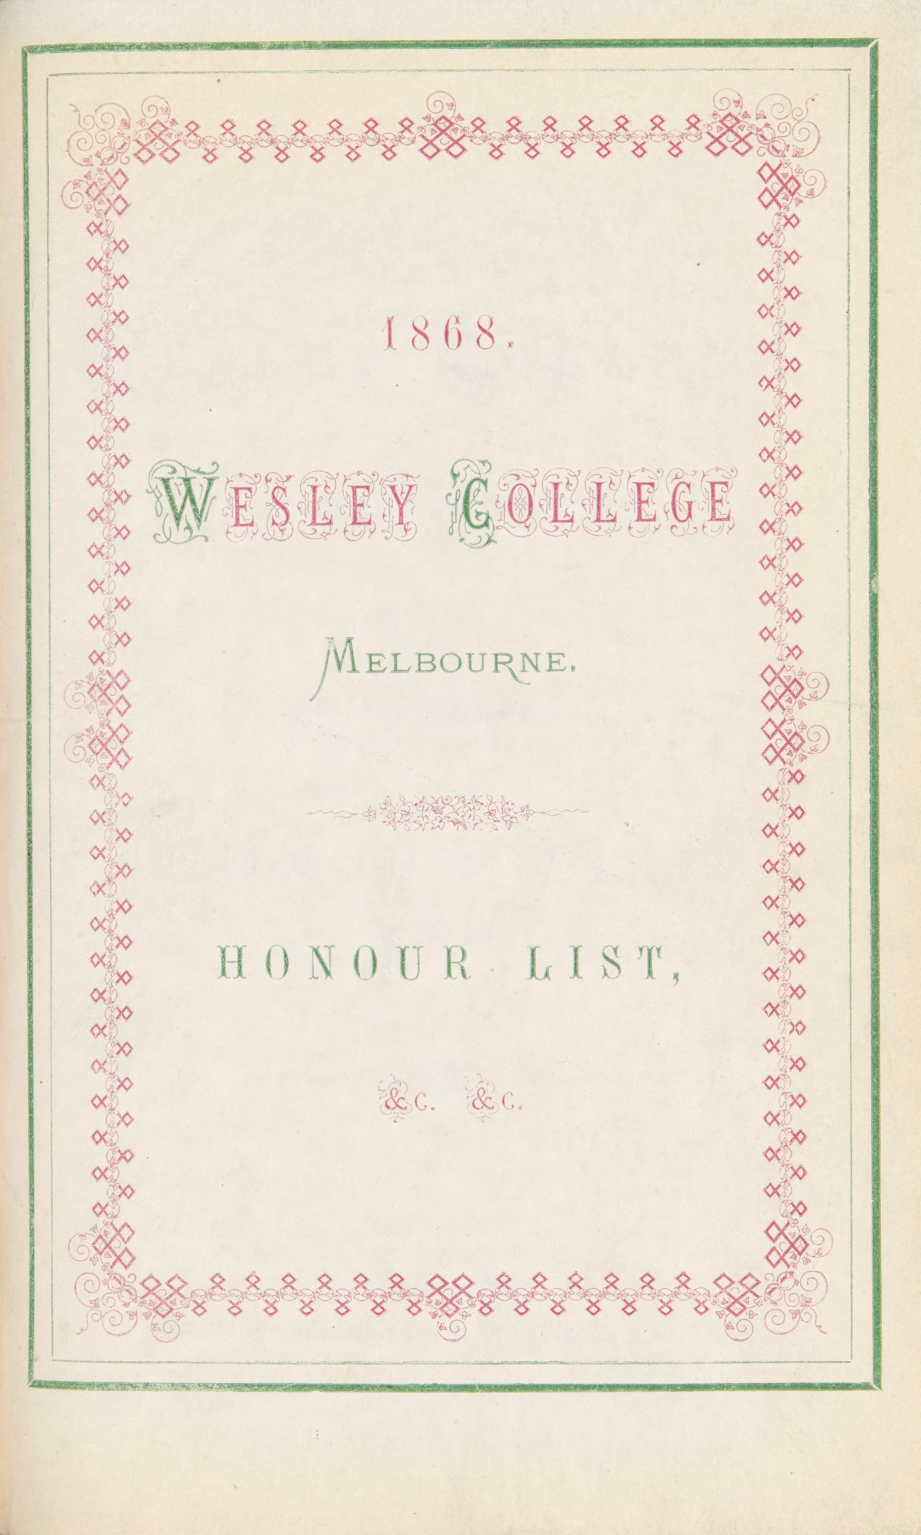 1868.
WESLEY COLLEGE
MELBOURNE.
HONOUR LIST,
&C. &C.